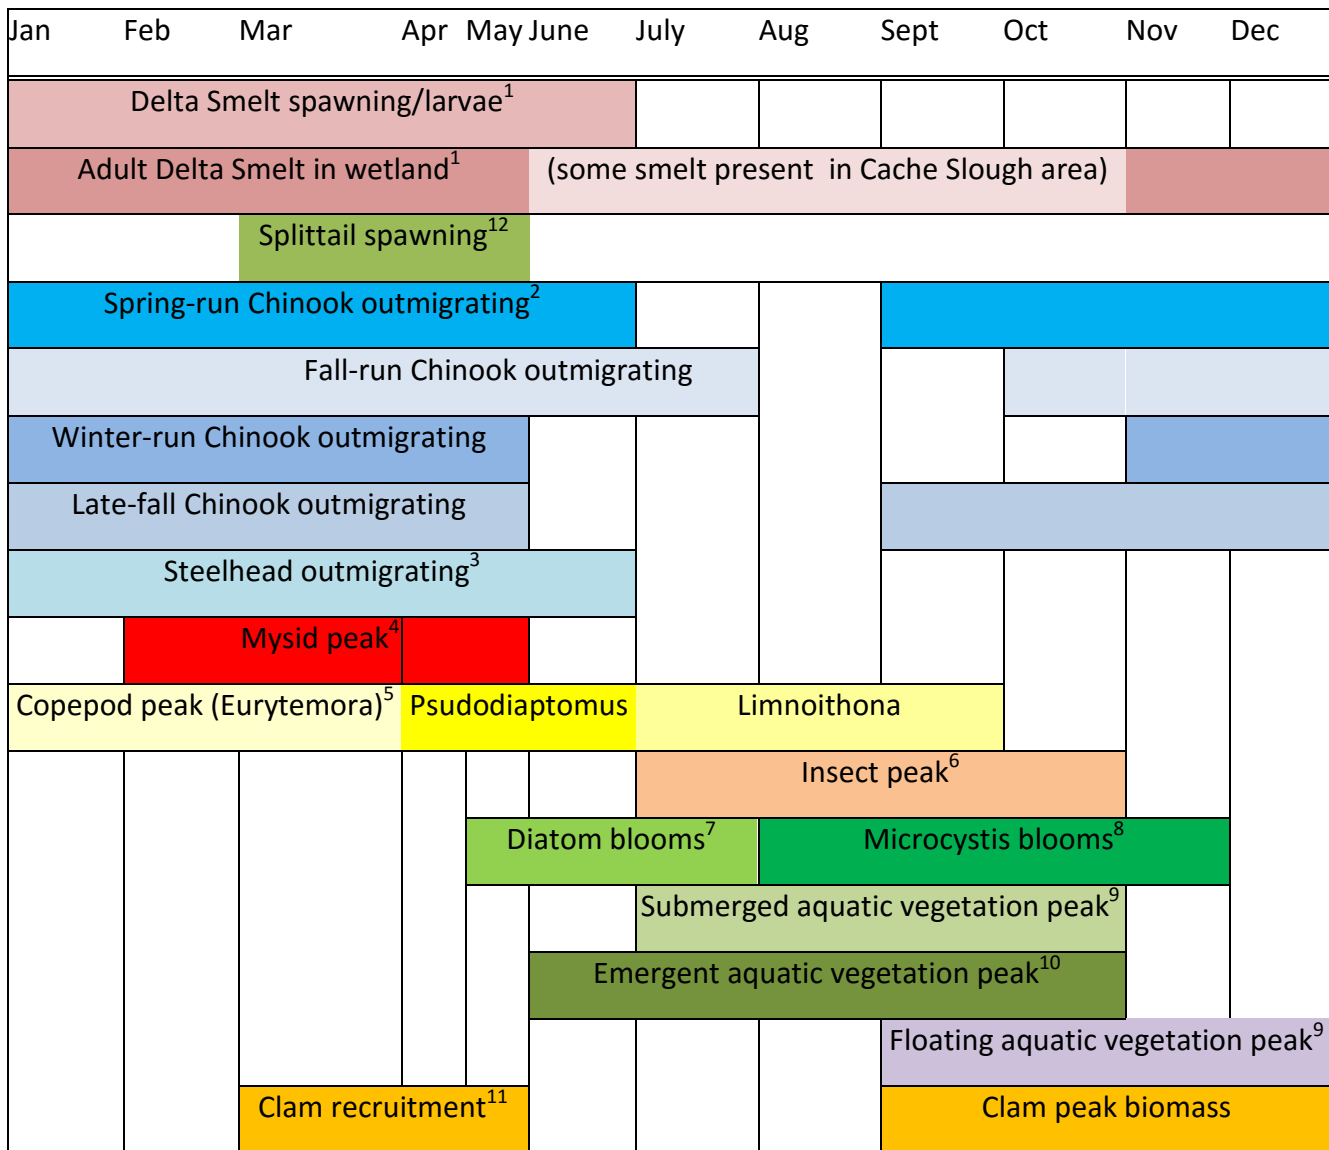 Jan Feb Mar Apr May June July Aug Sept Oct Nov Dec
Delta Smelt spawning/larvae1
Adult Delta Smelt in wetland1 (some smelt present in Cache Slough area)
Splittail spawning12
Spring-run Chinook outmigrating2
Fall-run Chinook outmigrating
Winter-run Chinook outmigrating
Late-fall Chinook outmigrating
Steelhead outmigrating3
Mysid peak4
Copepod peak (Eurytemora)5 Psudodiaptomus Limnoithona
Insect peak6
Diatom blooms7 Microcystis blooms8
Submerged aquatic vegetation peak9
Emergent aquatic vegetation peak10
Floating aquatic vegetation peak9
Clam recruitment11 Clam peak biomass